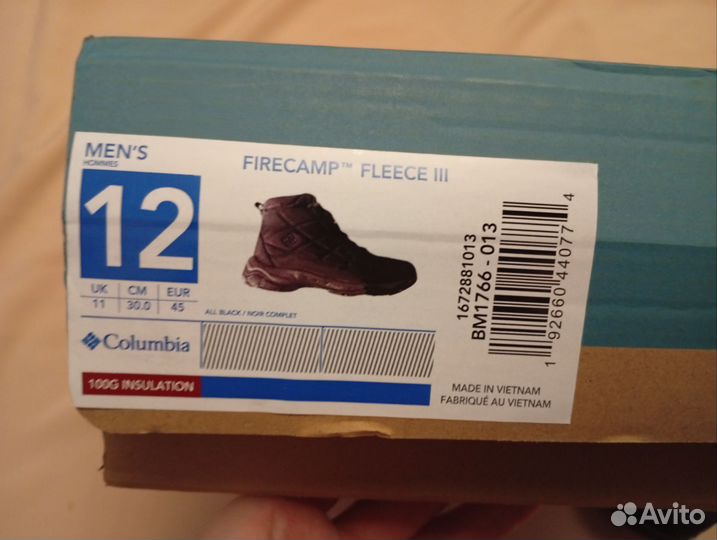 MEN'S
HOMMES
12
UK CM EUR
11 30.0 45
FIRECAMP™ FLEECE III
ALL BLACK / NOIR COMPLET
Columbia
100G INSULATION
1672881013
BM1766 - 013
1 92660 44077 4
MADE IN VIETNAM
FABRIQUÉ AU VIETNAM
Avito